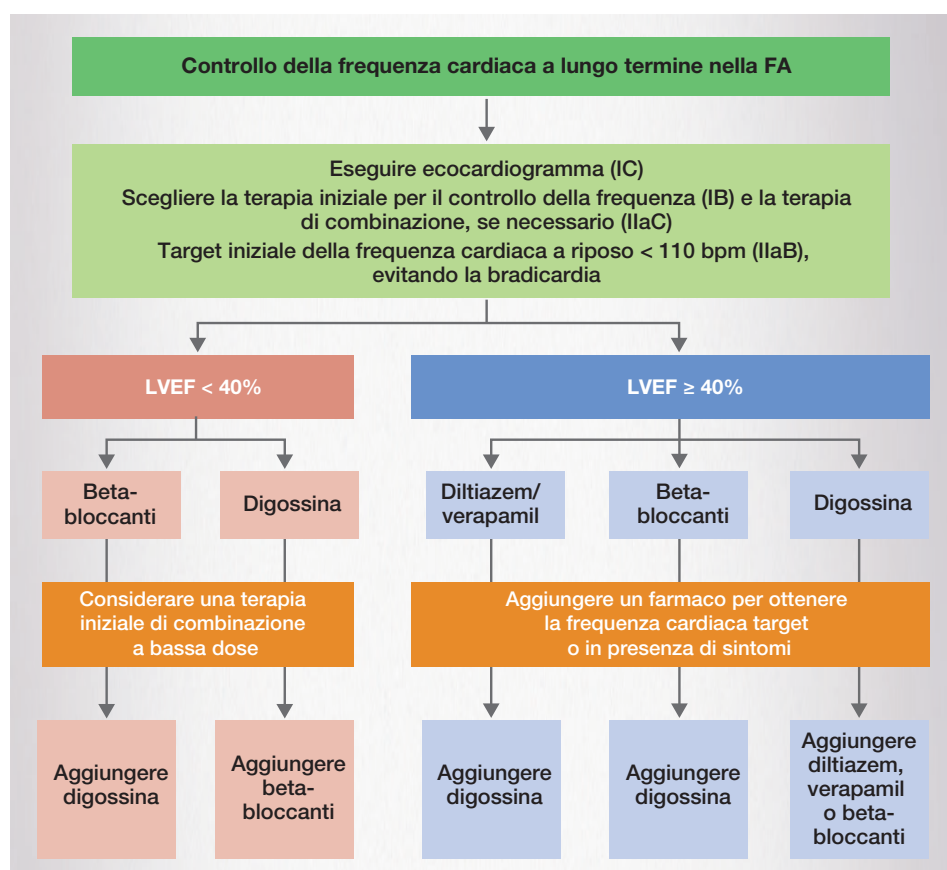 Controllo della frequenza cardiaca a lungo termine nella FA
Eseguire ecocardiogramma (IC)
Scegliere la terapia iniziale per il controllo della frequenza (IB) e la terapia
di combinazione, se necessario (IIaC)
Target iniziale della frequenza cardiaca a riposo < 110 bpm (IIaB),
evitando la bradicardia
LVEF < 40%
LVEF ≥ 40%
Beta-
bloccanti
Digossina
Diltiazem/
verapamil
Beta-
bloccanti
Digossina
Considerare una terapia
iniziale di combinazione
a bassa dose
Aggiungere un farmaco per ottenere
la frequenza cardiaca target
o in presenza di sintomi
Aggiungere
digossina
Aggiungere
beta-
bloccanti
Aggiungere
digossina
Aggiungere
digossina
Aggiungere
diltiazem,
verapamil
o beta-
bloccanti